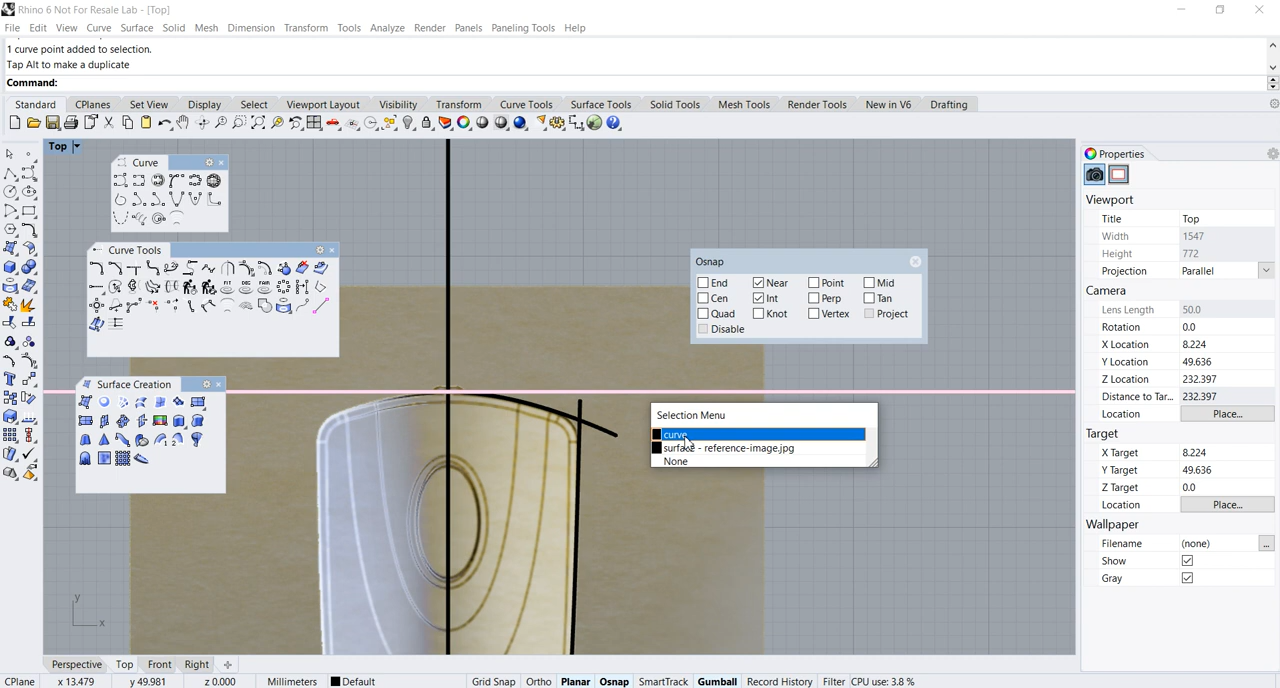 Rhino 6 Not For Resale Lab - [Top]
File Edit View Curve Surface Solid Mesh Dimension Transform Tools Analyze Render Panels Paneling Tools Help
1 curve point added to selection.
Tap Alt to make a duplicate
Command:
Standard CPlanes Set View Display Select Viewport Layout Visibility Transform Curve Tools Surface Tools Solid Tools Mesh Tools Render Tools New in V6 Drafting
Top
Curve
Curve Tools
Surface Creation
Osnap
End Near Point Mid
Cen Int Perp Tan
Quad Knot Vertex Project
Disable
Selection Menu
curve
surface - reference-image.jpg
None
y
x
Properties
Viewport
Title Top
Width 1547
Height 772
Projection Parallel
Camera
Lens Length 50.0
Rotation 0.0
X Location 8.224
Y Location 49.636
Z Location 232.397
Distance to Tar... 232.397
Location Place...
Target
X Target 8.224
Y Target 49.636
Z Target 0.0
Location Place...
Wallpaper
Filename (none) ...
Show
Gray
Perspective Top Front Right
CPlane x 13.479 y 49.981 z 0.000 Millimeters Default Grid Snap Ortho Planar Osnap SmartTrack Gumball Record History Filter CPU use: 3.8 %